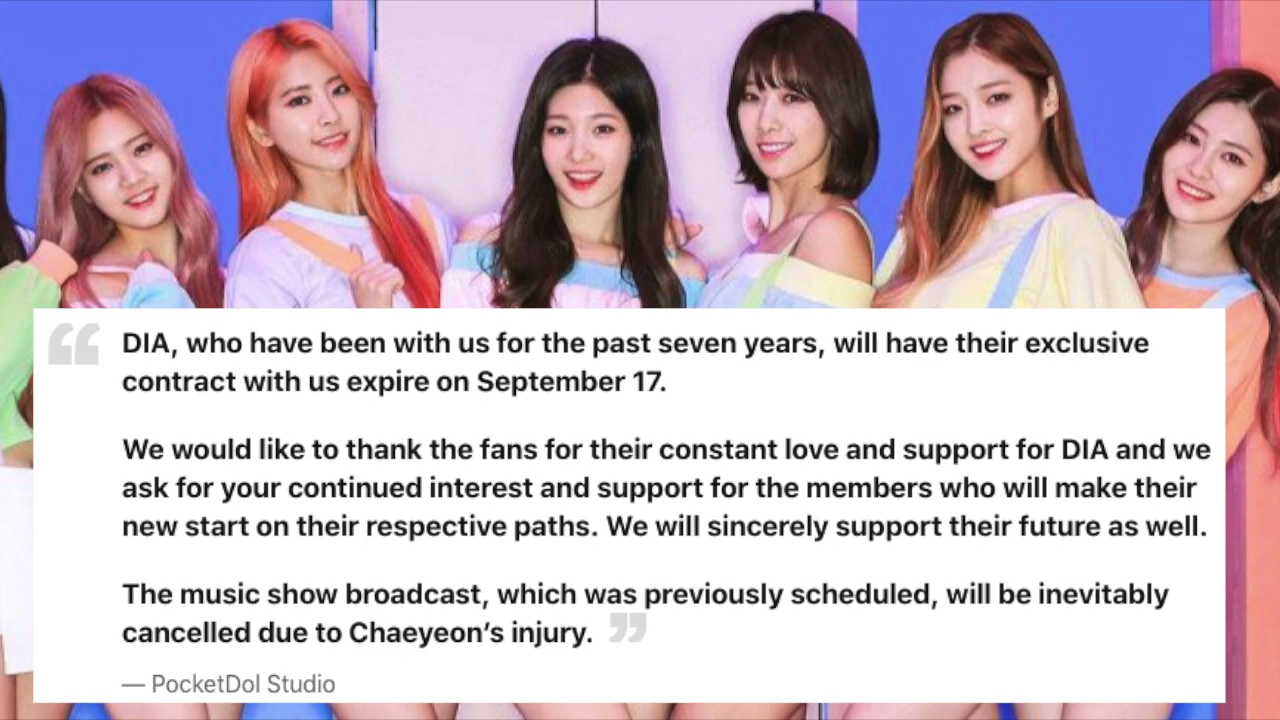 “
DIA, who have been with us for the past seven years, will have their exclusive
contract with us expire on September 17.
We would like to thank the fans for their constant love and support for DIA and we
ask for your continued interest and support for the members who will make their
new start on their respective paths. We will sincerely support their future as well.
The music show broadcast, which was previously scheduled, will be inevitably
cancelled due to Chaeyeon’s injury. ”
— PocketDol Studio